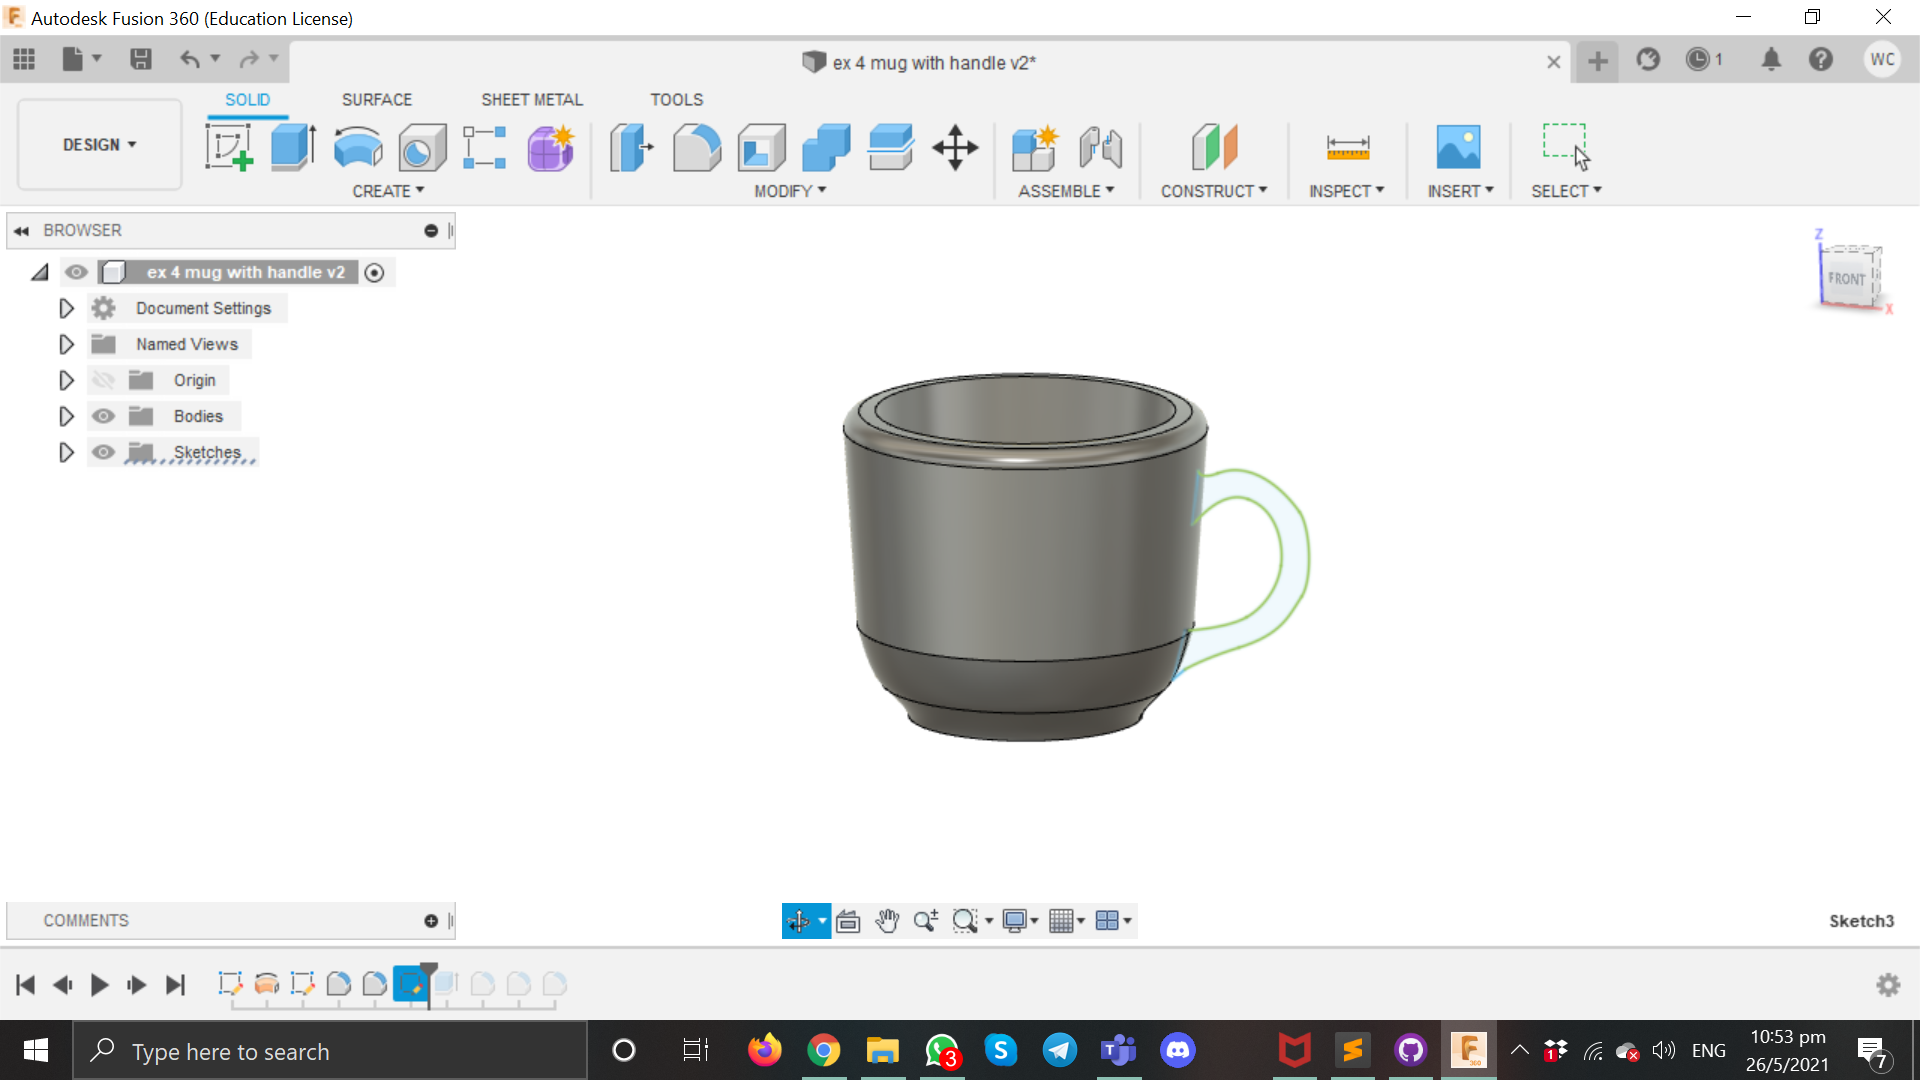 Autodesk Fusion 360 (Education License)
ex 4 mug with handle v2*
1
WC
DESIGN
SOLID
SURFACE
SHEET METAL
TOOLS
CREATE
MODIFY
ASSEMBLE
CONSTRUCT
INSPECT
INSERT
SELECT
BROWSER
ex 4 mug with handle v2
Document Settings
Named Views
Origin
Bodies
Sketches
Z
FRONT
X
COMMENTS
Sketch3
Type here to search
3
1
ENG
10:53 pm
26/5/2021
7